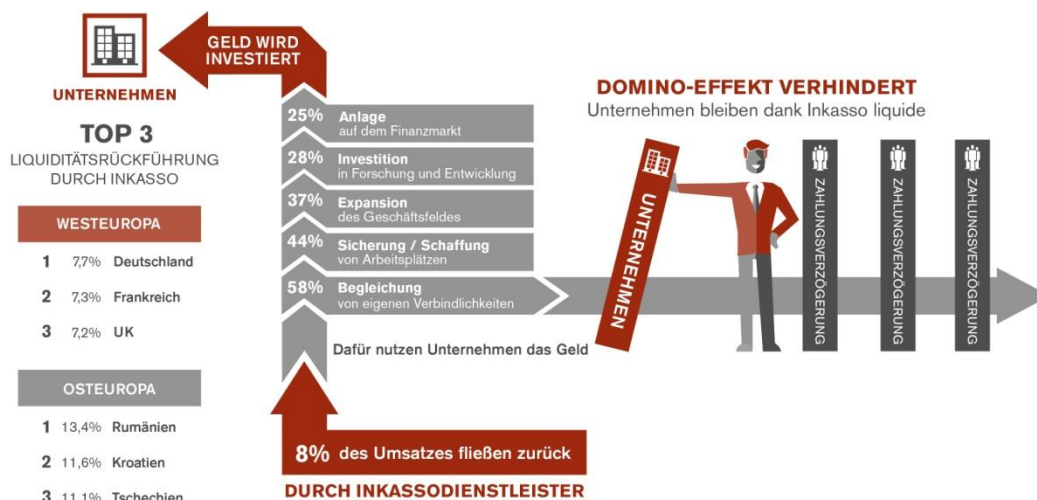 UNTERNEHMEN
TOP 3
LIQUIDITÄTSRÜCKFÜHRUNG
DURCH INKASSO
WESTEUROPA
1 7,7% Deutschland
2 7,3% Frankreich
3 7,2% UK
OSTEUROPA
1 13,4% Rumänien
2 11,6% Kroatien
3 11,1% Tschechien
GELD WIRD
INVESTIERT
25% Anlage
auf dem Finanzmarkt
28% Investition
in Forschung und Entwicklung
37% Expansion
des Geschäftsfeldes
44% Sicherung / Schaffung
von Arbeitsplätzen
58% Begleichung
von eigenen Verbindlichkeiten
Dafür nutzen Unternehmen das Geld
8% des Umsatzes fließen zurück
DURCH INKASSODIENSTLEISTER
DOMINO-EFFEKT VERHINDERT
Unternehmen bleiben dank Inkasso liquide
UNTERNEHMEN
ZAHLUNGSVERZÖGERUNG
ZAHLUNGSVERZÖGERUNG
ZAHLUNGSVERZÖGERUNG